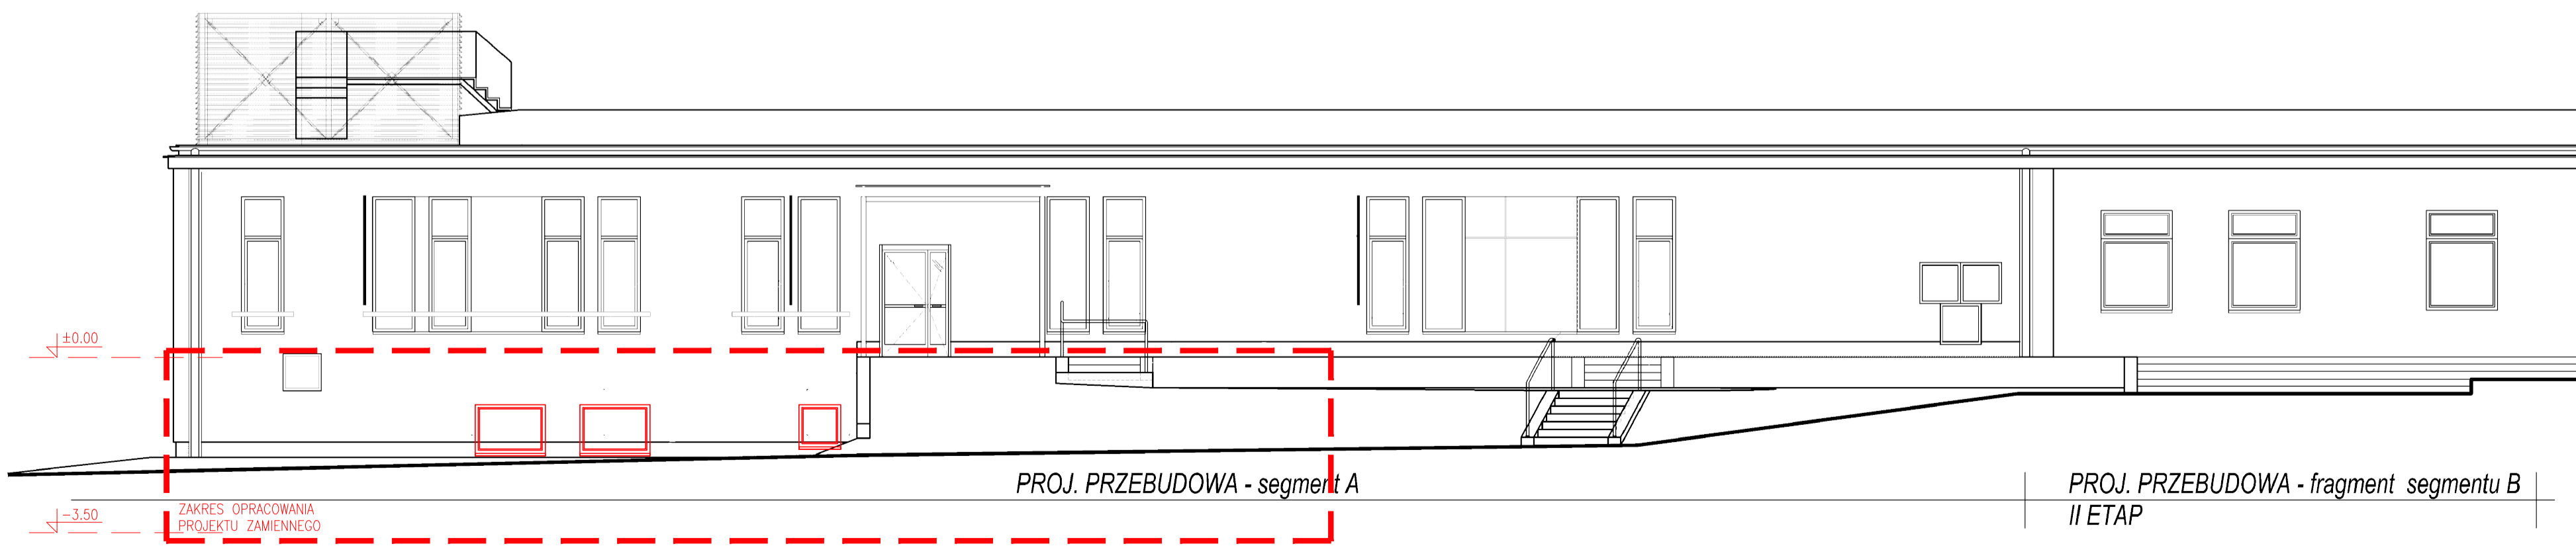 ±0.00
PROJ. PRZEBUDOWA - segment A
PROJ. PRZEBUDOWA - fragment segmentu B
II ETAP
ZAKRES OPRACOWANIA
PROJEKTU ZAMIENNEGO
-3.50